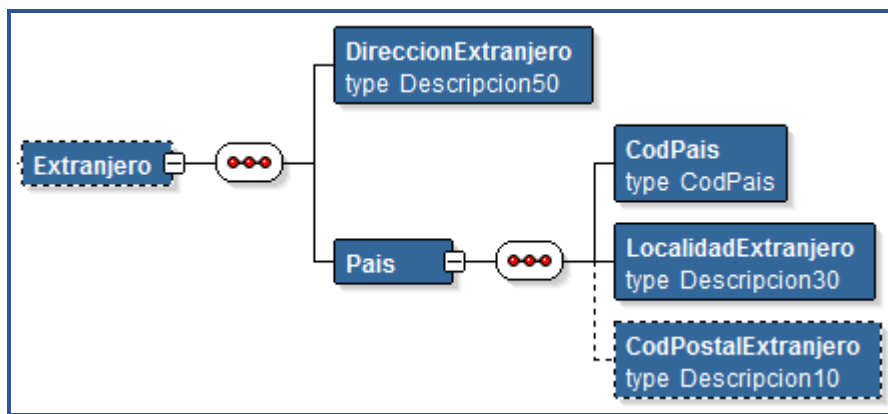 DireccionExtranjero
type Descripcion50
Extranjero
CodPais
type CodPais
Pais
LocalidadExtranjero
type Descripcion30
CodPostalExtranjero
type Descripcion10